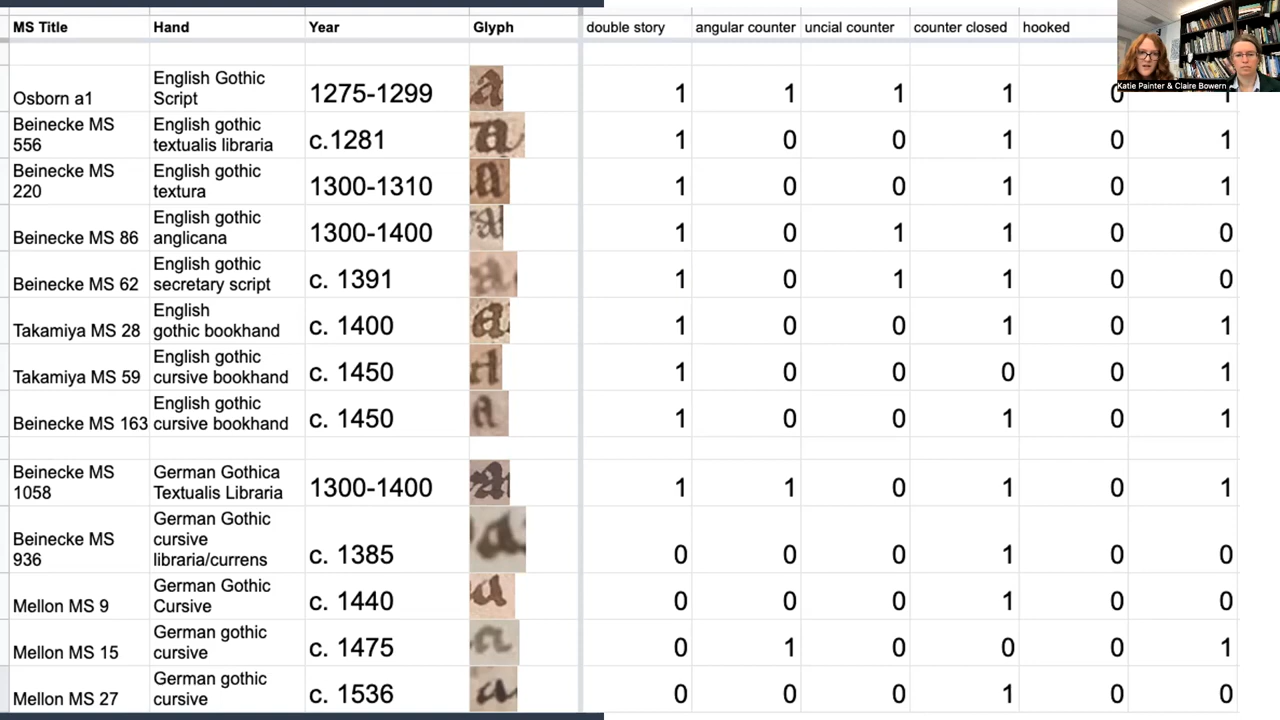 MS Title Hand Year Glyph double story angular counter uncial counter counter closed hooked
Katie Painter & Claire Bowern
English Gothic
Osborn a1 Script 1275-1299 1 1 1 1 0 1
Beinecke MS English gothic
556 textualis libraria c.1281 1 0 0 1 0 1
Beinecke MS English gothic
220 textura 1300-1310 1 0 0 1 0 1
English gothic
Beinecke MS 86 anglicana 1300-1400 1 0 1 1 0 0
English gothic
Beinecke MS 62 secretary script c. 1391 1 0 1 1 0 0
English
Takamiya MS 28 gothic bookhand c. 1400 1 0 0 1 0 1
English gothic
Takamiya MS 59 cursive bookhand c. 1450 1 0 0 0 0 1
English gothic
Beinecke MS 163 cursive bookhand c. 1450 1 0 0 1 0 1
Beinecke MS German Gothica
1058 Textualis Libraria 1300-1400 1 1 0 1 0 1
German Gothic
Beinecke MS cursive
936 libraria/currens c. 1385 0 0 0 1 0 0
German Gothic
Mellon MS 9 Cursive c. 1440 0 0 0 1 0 0
German gothic
Mellon MS 15 cursive c. 1475 0 1 0 0 0 1
German gothic
Mellon MS 27 cursive c. 1536 0 0 0 1 0 0